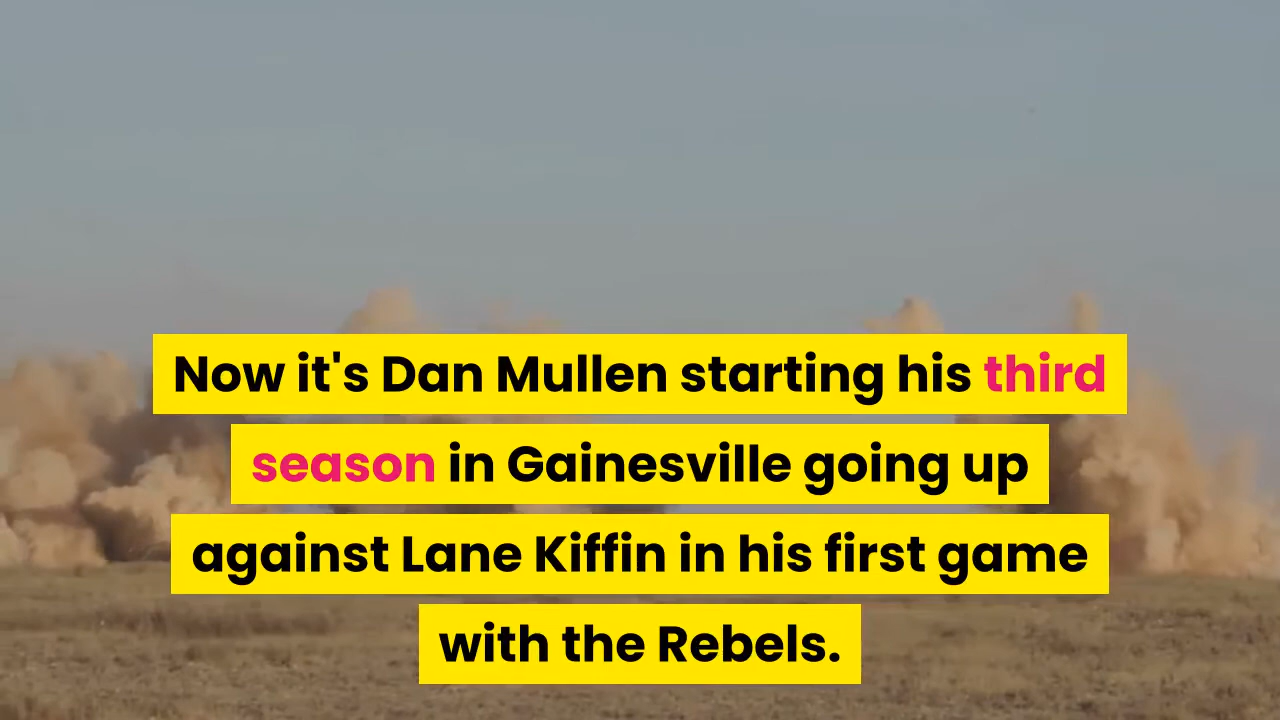 Now it's Dan Mullen starting his third
season in Gainesville going up
against Lane Kiffin in his first game
with the Rebels.